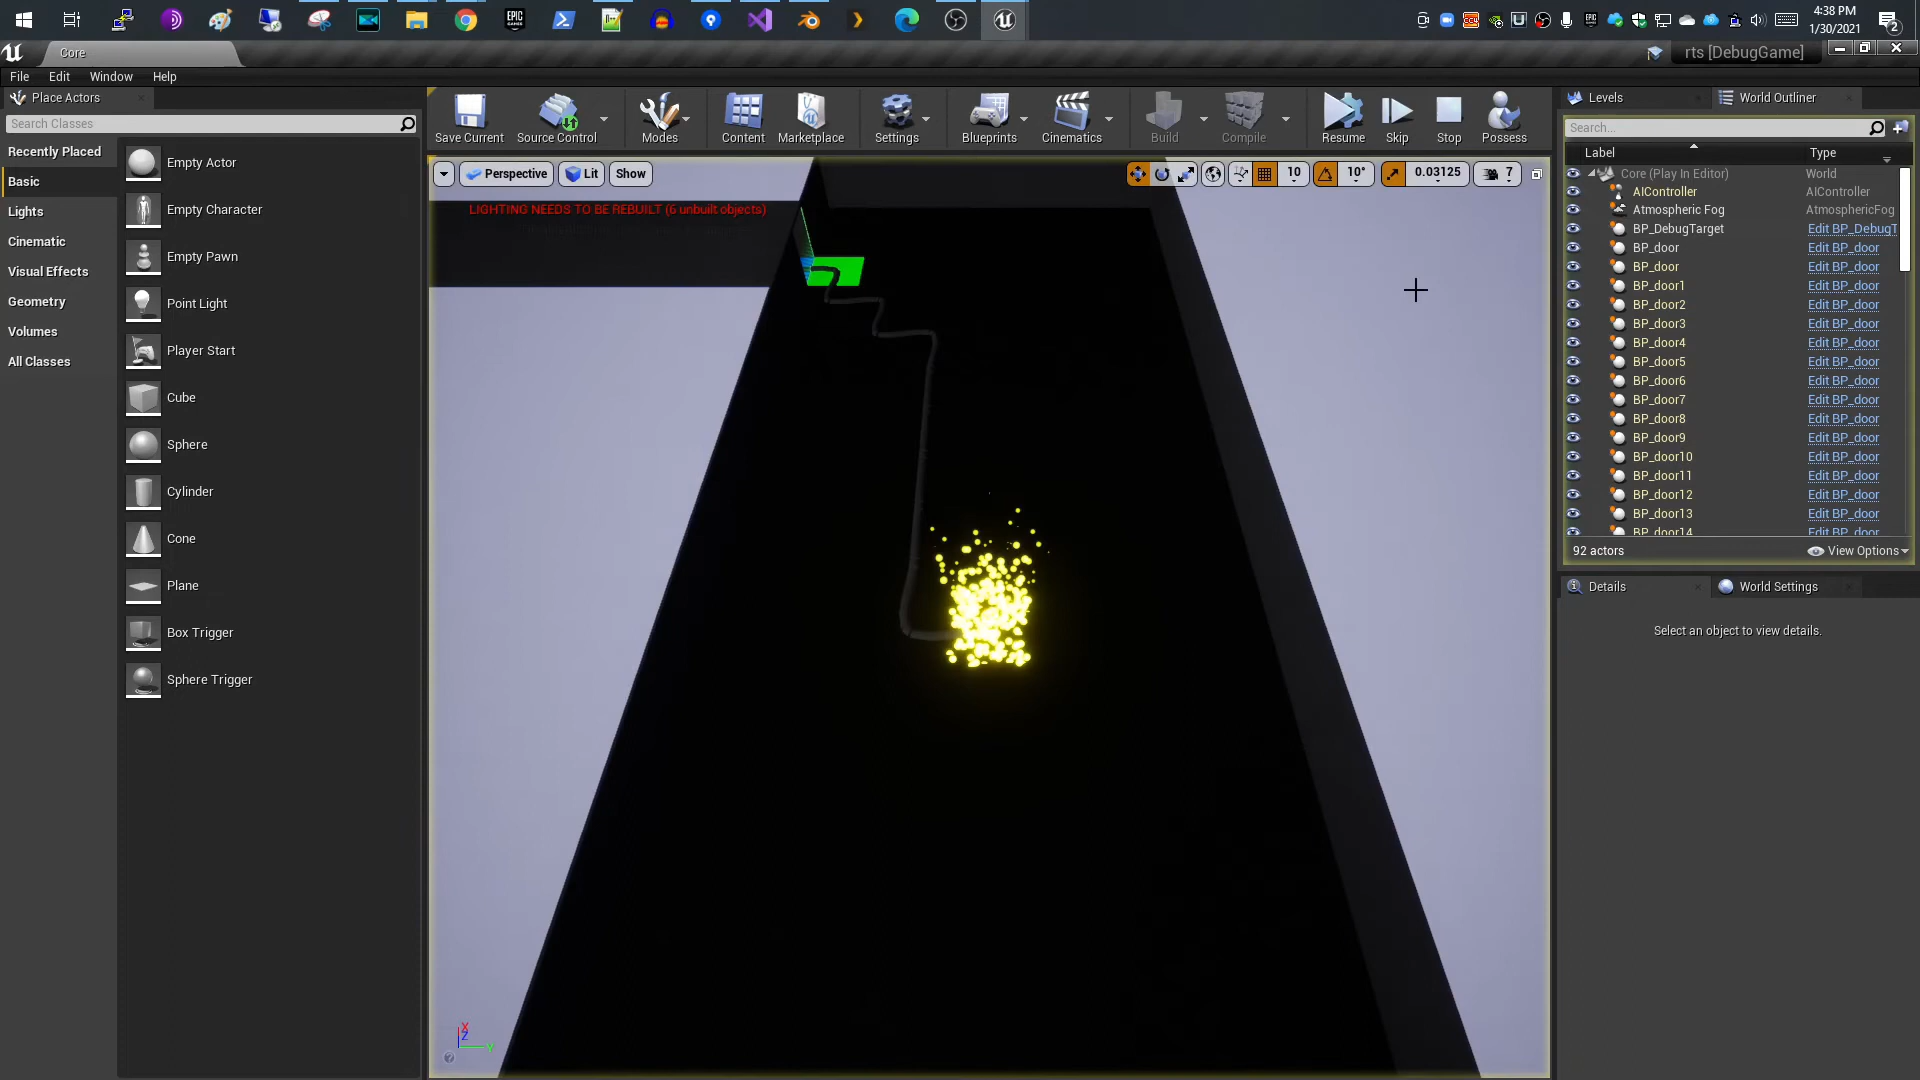 4:38 PM
1/30/2021
2
Core
rts [DebugGame]
File Edit Window Help
Place Actors
Search Classes
Recently Placed
Basic
Lights
Cinematic
Visual Effects
Geometry
Volumes
All Classes
Empty Actor
Empty Character
Empty Pawn
Point Light
Player Start
Cube
Sphere
Cylinder
Cone
Plane
Box Trigger
Sphere Trigger
Save Current Source Control Modes Content Marketplace Settings Blueprints Cinematics Build Compile Resume Skip Stop Possess
Perspective Lit Show 10 10° 0.03125 7
LIGHTING NEEDS TO BE REBUILT (6 unbuilt objects)
X
Z
Y
Levels World Outliner
Search...
Label Type
Core (Play In Editor) World
AIController AIController
Atmospheric Fog AtmosphericFog
BP_DebugTarget Edit BP_DebugT
BP_door Edit BP_door
BP_door Edit BP_door
BP_door1 Edit BP_door
BP_door2 Edit BP_door
BP_door3 Edit BP_door
BP_door4 Edit BP_door
BP_door5 Edit BP_door
BP_door6 Edit BP_door
BP_door7 Edit BP_door
BP_door8 Edit BP_door
BP_door9 Edit BP_door
BP_door10 Edit BP_door
BP_door11 Edit BP_door
BP_door12 Edit BP_door
BP_door13 Edit BP_door
BP_door14 Edit BP_door
92 actors View Options
Details World Settings
Select an object to view details.